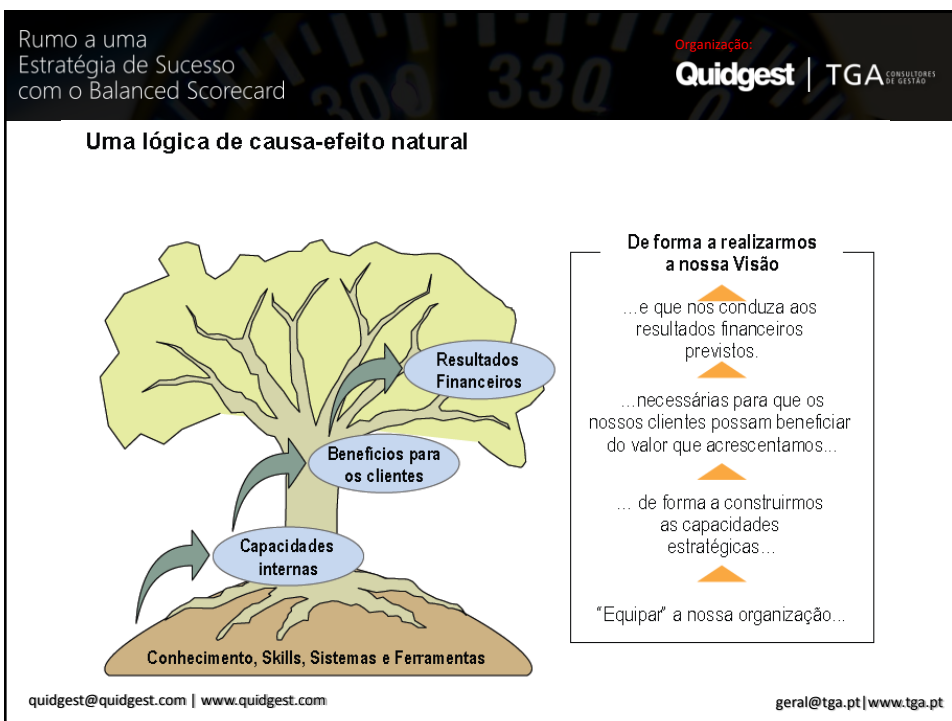 Rumo a uma
Estratégia de Sucesso
com o Balanced Scorecard
Organização:
Quidgest | TGA CONSULTORES
DE GESTÃO
300 330
Uma lógica de causa-efeito natural
Resultados
Financeiros
Beneficios para
os clientes
Capacidades
internas
Conhecimento, Skills, Sistemas e Ferramentas
De forma a realizarmos
a nossa Visão
...e que nos conduza aos
resultados financeiros
previstos.
...necessárias para que os
nossos clientes possam beneficiar
do valor que acrescentamos...
... de forma a construirmos
as capacidades
estratégicas...
“Equipar” a nossa organização...
quidgest@quidgest.com | www.quidgest.com
geral@tga.pt|www.tga.pt